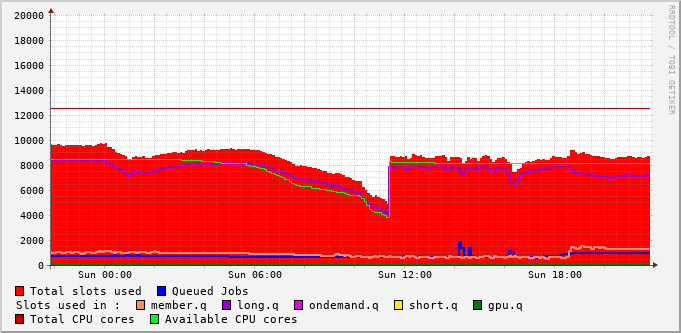 RRDTOOL / TOBI OETIKER
20000
18000
16000
14000
12000
10000
8000
6000
4000
2000
0
Sun 00:00 Sun 06:00 Sun 12:00 Sun 18:00
Total slots used Queued Jobs
Slots used in : member.q long.q ondemand.q short.q gpu.q
Total CPU cores Available CPU cores